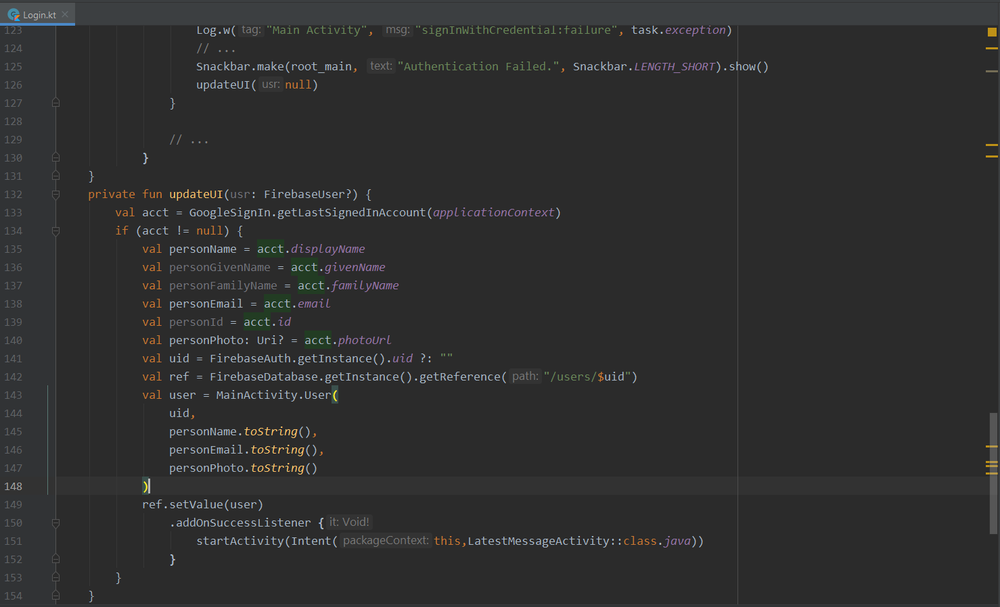 Login.kt
123 Log.w( tag: "Main Activity", msg: "signInWithCredential:failure", task.exception)
124 // ...
125 Snackbar.make(root_main, text: "Authentication Failed.", Snackbar.LENGTH_SHORT).show()
126 updateUI( usr: null)
127 }
128
129 // ...
130 }
131 }
132 private fun updateUI(usr: FirebaseUser?) {
133 val acct = GoogleSignIn.getLastSignedInAccount(applicationContext)
134 if (acct != null) {
135 val personName = acct.displayName
136 val personGivenName = acct.givenName
137 val personFamilyName = acct.familyName
138 val personEmail = acct.email
139 val personId = acct.id
140 val personPhoto: Uri? = acct.photoUrl
141 val uid = FirebaseAuth.getInstance().uid ?: ""
142 val ref = FirebaseDatabase.getInstance().getReference( path: "/users/$uid")
143 val user = MainActivity.User(
144 uid,
145 personName.toString(),
146 personEmail.toString(),
147 personPhoto.toString()
148 )
149 ref.setValue(user)
150 .addOnSuccessListener { it: Void!
151 startActivity(Intent( packageContext: this,LatestMessageActivity::class.java))
152 }
153 }
154 }